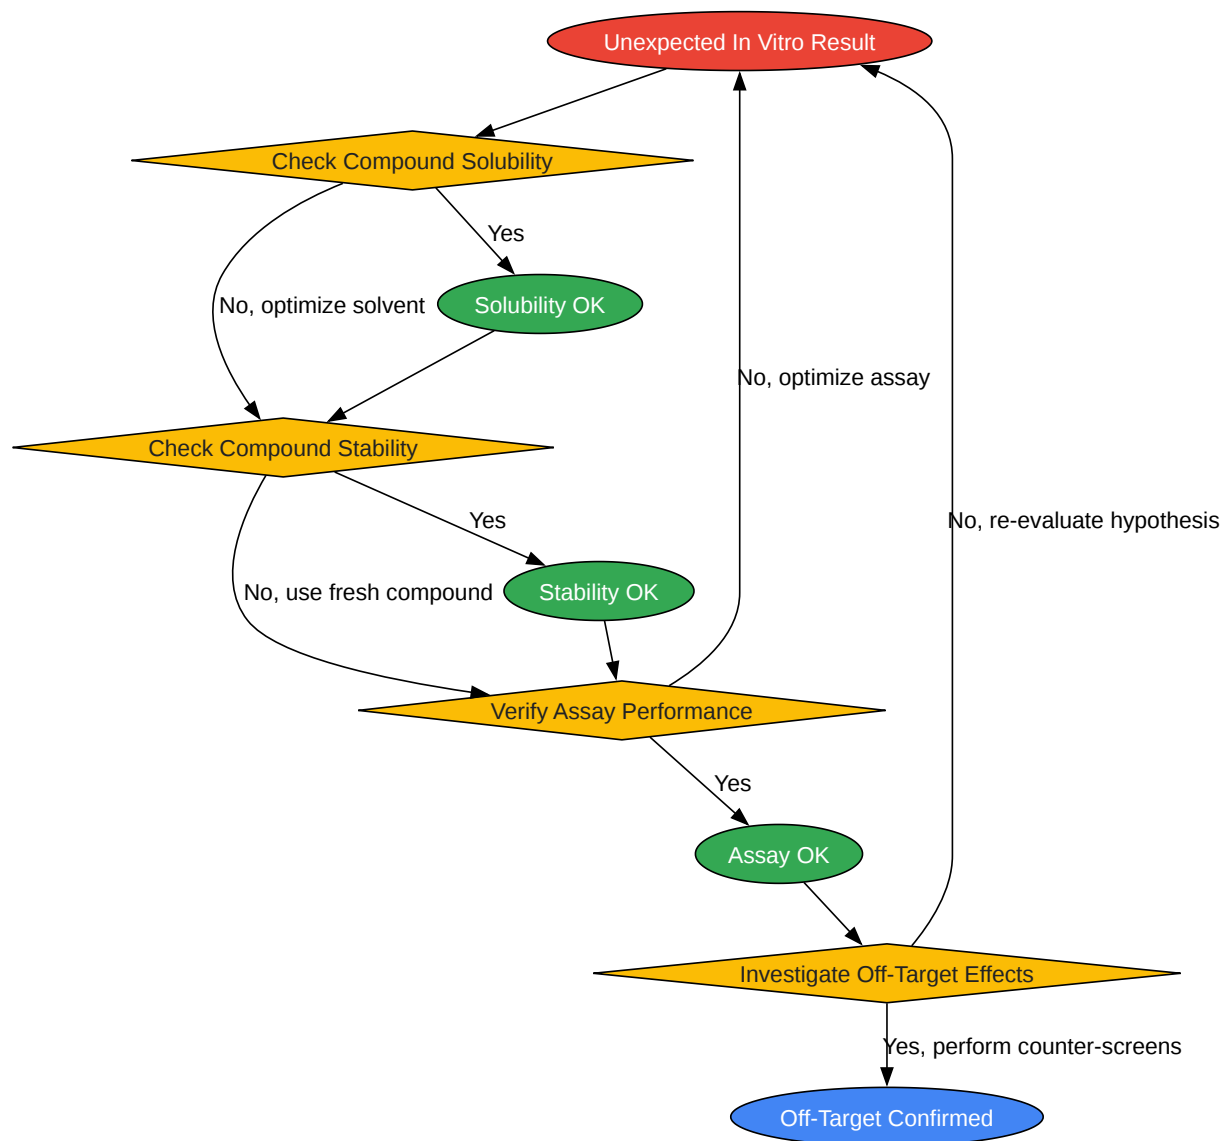 Unexpected In Vitro Result
Check Compound Solubility
Yes
No, optimize solvent
Solubility OK
No, optimize assay
Check Compound Stability
Yes
No, re-evaluate hypothesis
No, use fresh compound
Stability OK
Verify Assay Performance
Yes
Assay OK
Investigate Off-Target Effects
Yes, perform counter-screens
Off-Target Confirmed